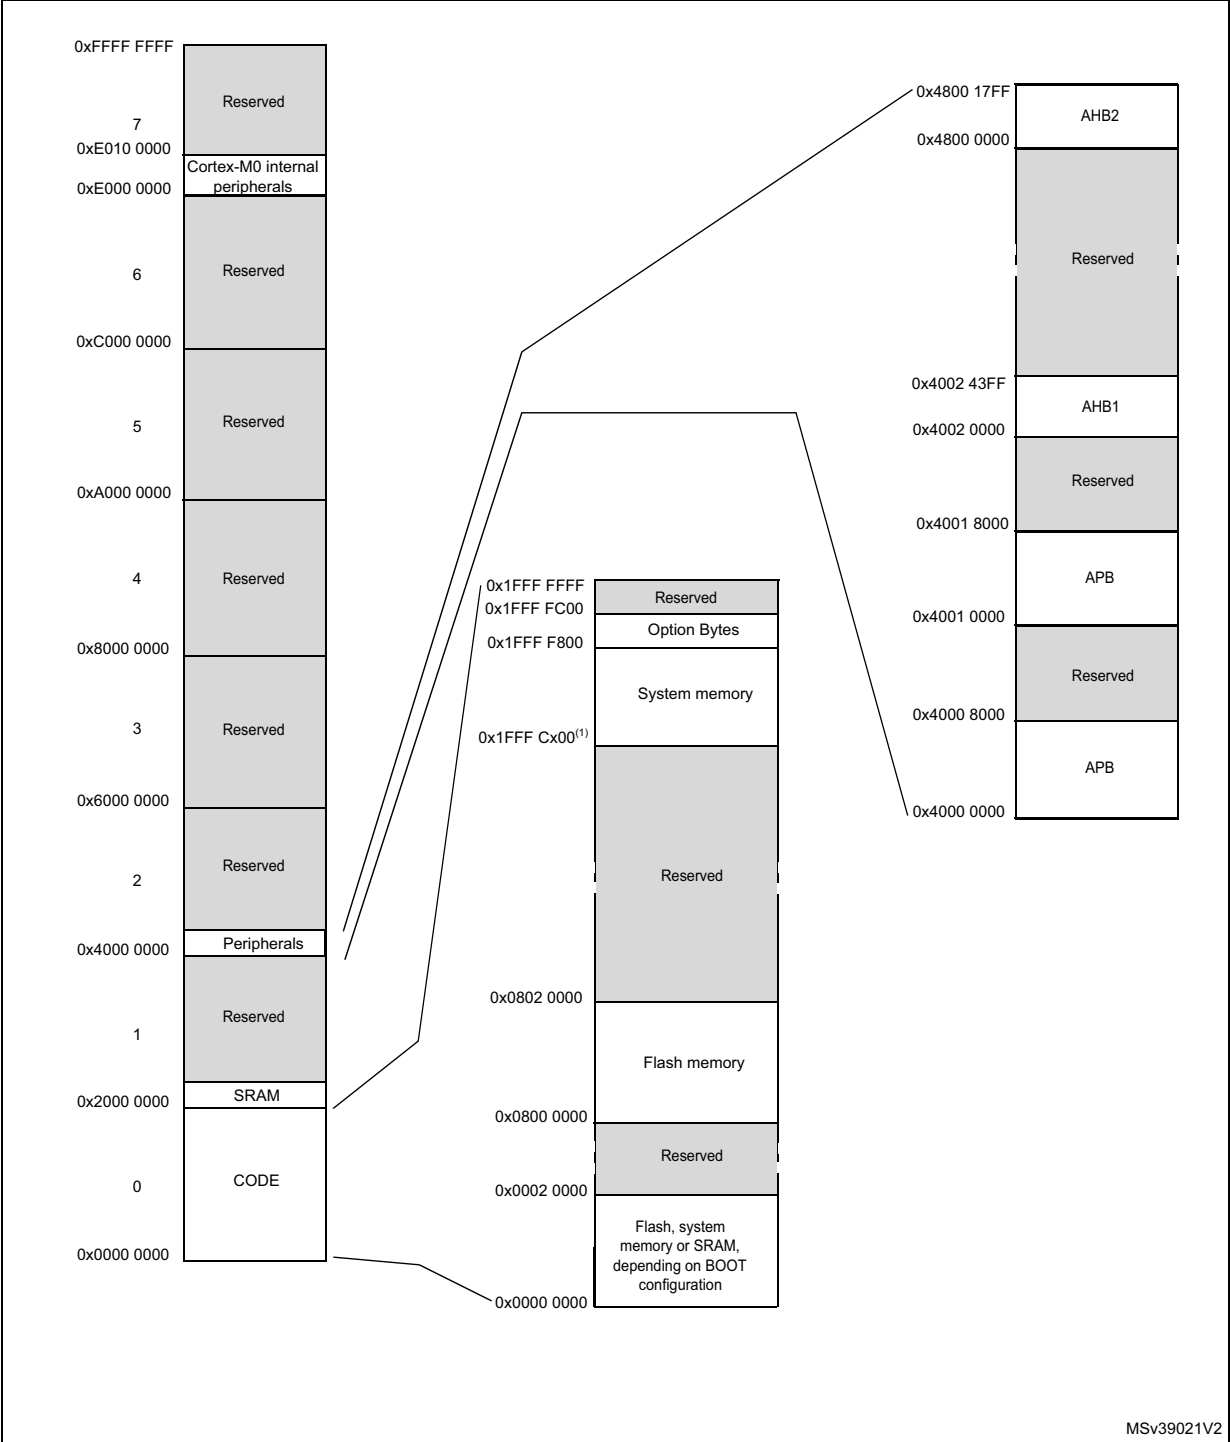 0xFFFF FFFF
Reserved
7
0xE010 0000
Cortex-M0 internal
peripherals
0xE000 0000
6
Reserved
0xC000 0000
5
Reserved
0xA000 0000
4
Reserved
0x8000 0000
3
Reserved
0x6000 0000
2
Reserved
0x4000 0000
Peripherals
1
Reserved
0x2000 0000
SRAM
0
CODE
0x0000 0000
0x1FFF FFFF
Reserved
0x1FFF FC00
Option Bytes
0x1FFF F800
System memory
0x1FFF Cx00(1)
Reserved
0x0802 0000
Flash memory
0x0800 0000
Reserved
0x0002 0000
Flash, system
memory or SRAM,
depending on BOOT
configuration
0x0000 0000
0x4800 17FF
AHB2
0x4800 0000
Reserved
0x4002 43FF
AHB1
0x4002 0000
Reserved
0x4001 8000
APB
0x4001 0000
Reserved
0x4000 8000
APB
0x4000 0000
MSv39021V2